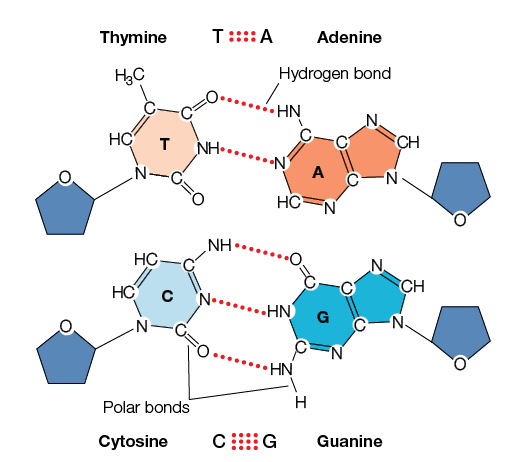 Thymine T A Adenine
H₃C Hydrogen bond
O HN N
C C C C CH
HC T NH N A
N C HC C N
O O N O
NH O
HC C C N
HC C N HN G C CH
O N C C N
O HN C N O
Polar bonds H
Cytosine C G Guanine